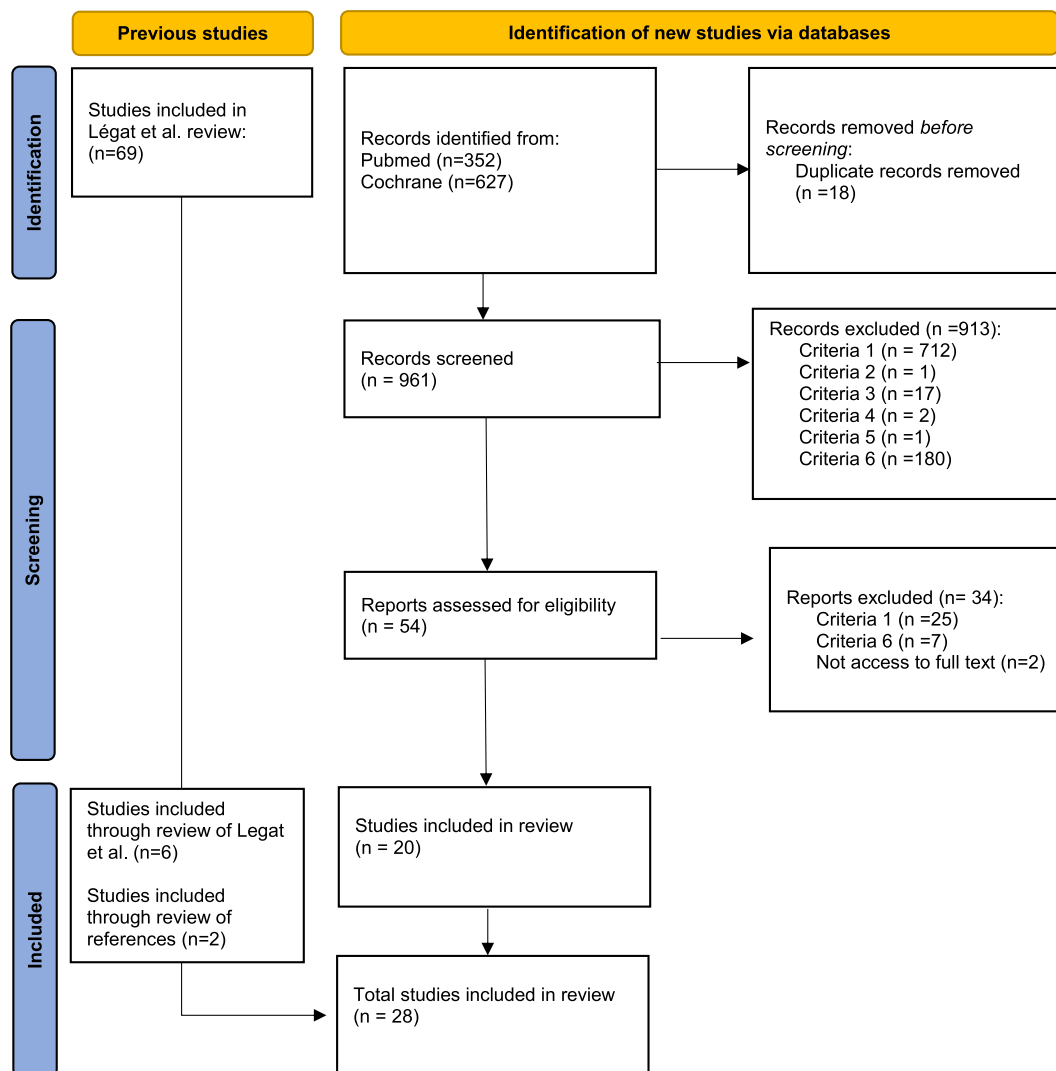 Previous studies
Identification of new studies via databases
Identification
Studies included in
Légat et al. review:
(n=69)
Records identified from:
Pubmed (n=352)
Cochrane (n=627)
Records removed before
screening:
Duplicate records removed
(n =18)
Screening
Records screened
(n = 961)
Records excluded (n =913):
Criteria 1 (n = 712)
Criteria 2 (n = 1)
Criteria 3 (n =17)
Criteria 4 (n = 2)
Criteria 5 (n =1)
Criteria 6 (n =180)
Reports assessed for eligibility
(n = 54)
Reports excluded (n= 34):
Criteria 1 (n =25)
Criteria 6 (n =7)
Not access to full text (n=2)
Included
Studies included
through review of Legat
et al. (n=6)
Studies included
through review of
references (n=2)
Studies included in review
(n = 20)
Total studies included in review
(n = 28)